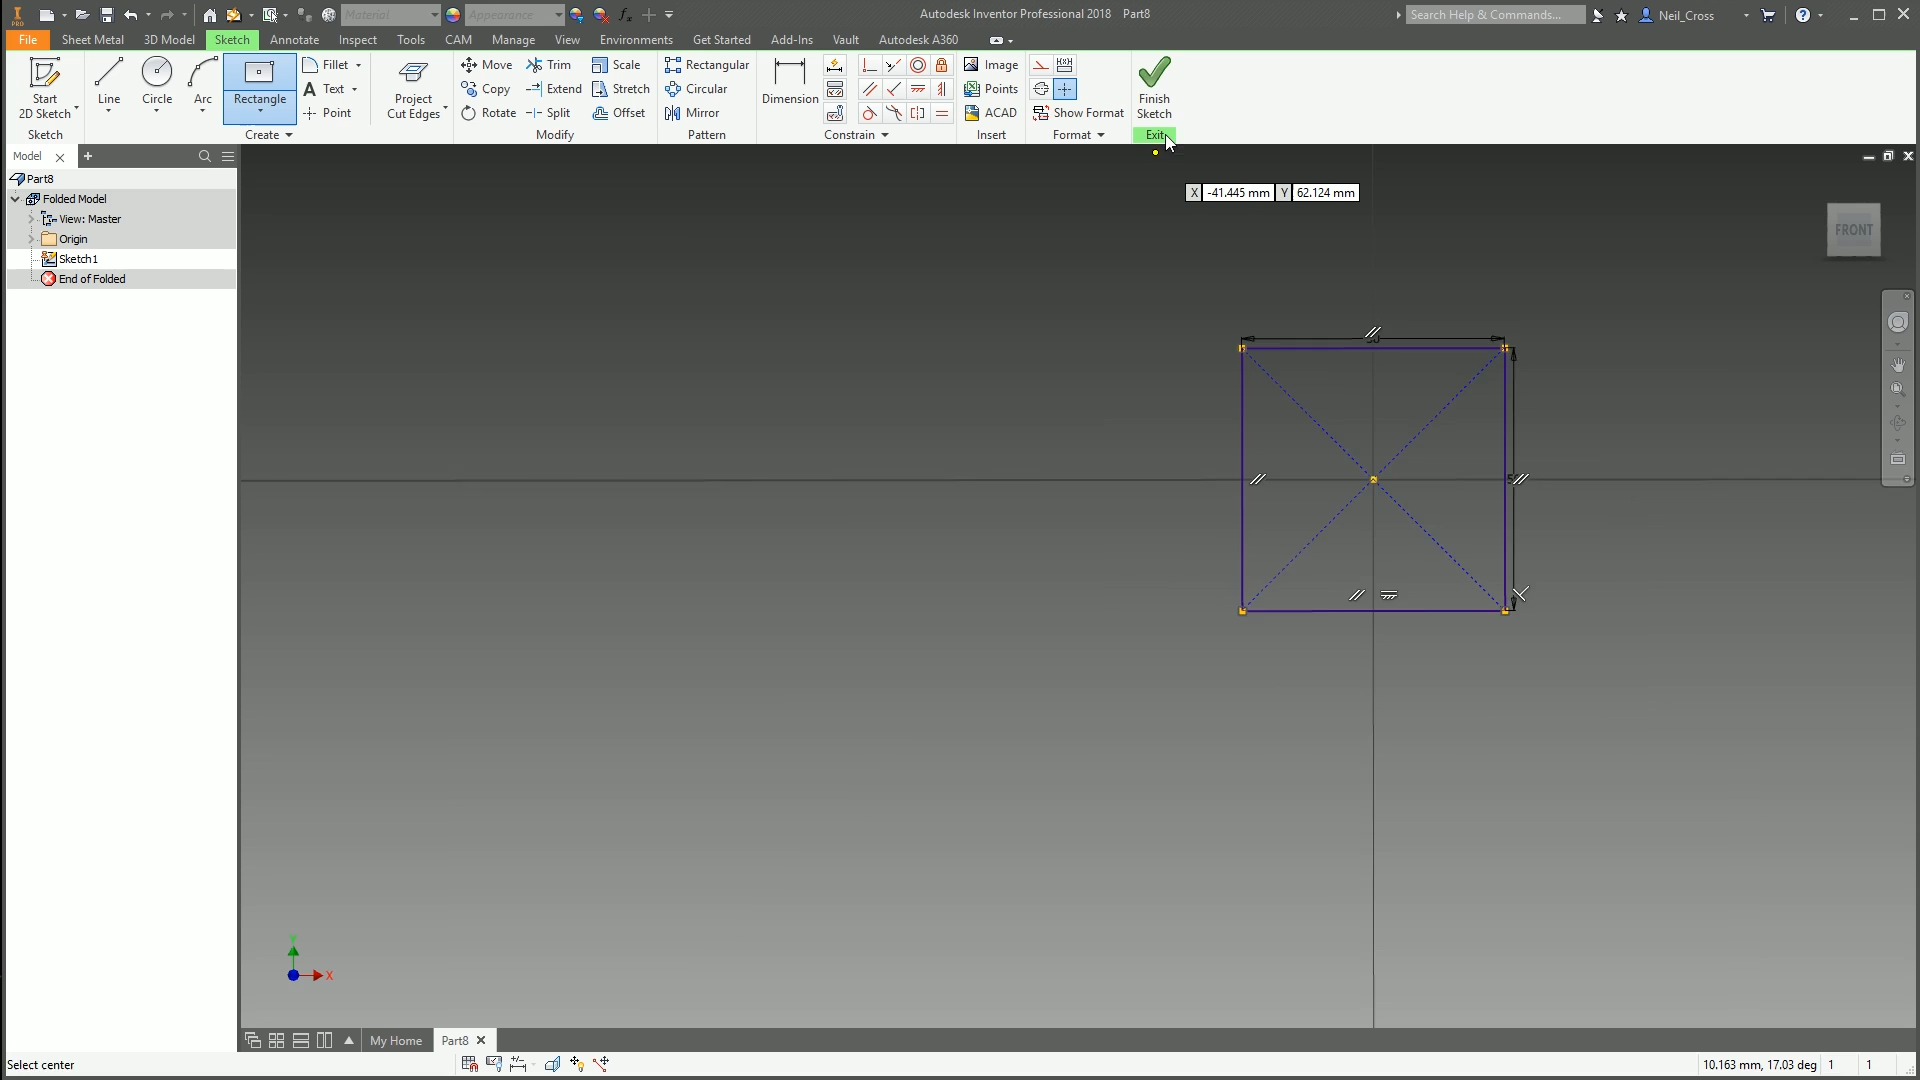 PRO Material Appearance fx Autodesk Inventor Professional 2018 Part8 Search Help & Commands... Neil_Cross
File Sheet Metal 3D Model Sketch Annotate Inspect Tools CAM Manage View Environments Get Started Add-Ins Vault Autodesk A360
Start
2D Sketch
Line
Circle
Arc
Rectangle
Fillet
Text
Point
Project
Cut Edges
Move
Copy
Rotate
Trim
Extend
Split
Scale
Stretch
Offset
Rectangular
Circular
Mirror
Dimension
Image
Points
ACAD
Show Format
Finish
Sketch
Sketch Create Modify Pattern Constrain Insert Format Exit
Model
Part8
Folded Model
View: Master
Origin
Sketch1
End of Folded
X -41.445 mm Y 62.124 mm
FRONT
Y
X
My Home Part8
Select center
10.163 mm, 17.03 deg 1 1